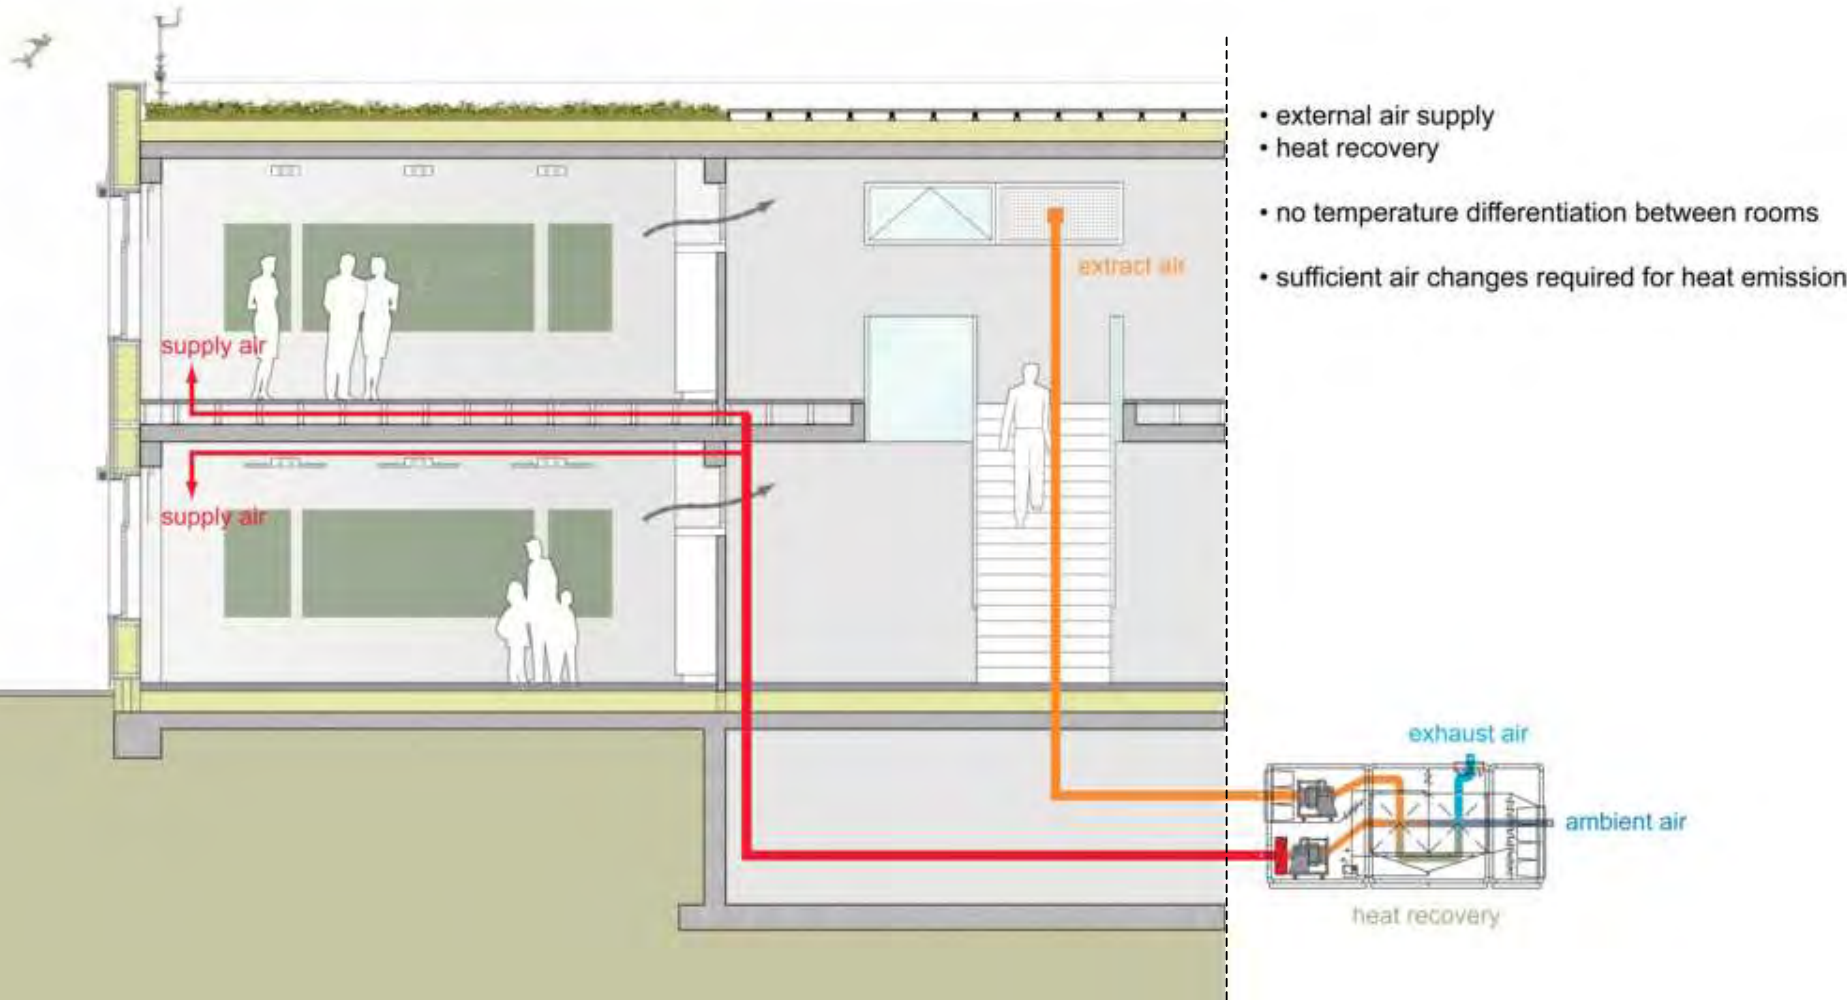 • external air supply
• heat recovery
• no temperature differentiation between rooms
• sufficient air changes required for heat emission
extract air
supply air
supply air
exhaust air
ambient air
heat recovery